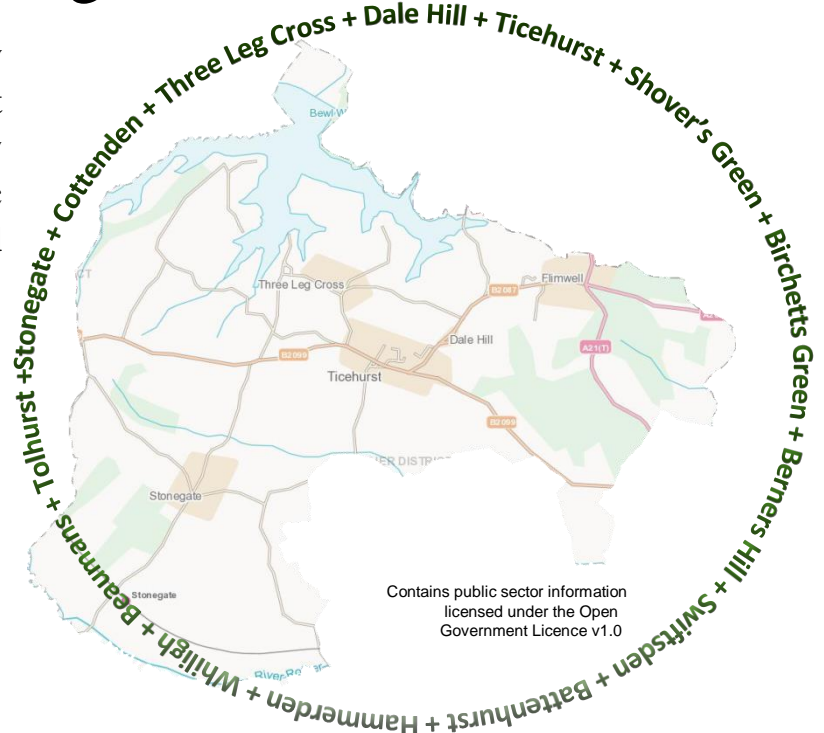 Tolhurst +Stonegate + Cottenden + Three Leg Cross + Dale Hill + Ticehurst + Shover's Green + Birchetts Green + Berners Hill + Swiftsden + Battenhurst + Hammerden + Whiligh + Beaumans +
Bewl W
Three Leg Cross
Flimwell
B2087
A21(T)
Dale Hill
B2099
Ticehurst
B2099
Stonegate
Stonegate
Contains public sector information
licensed under the Open
Government Licence v1.0